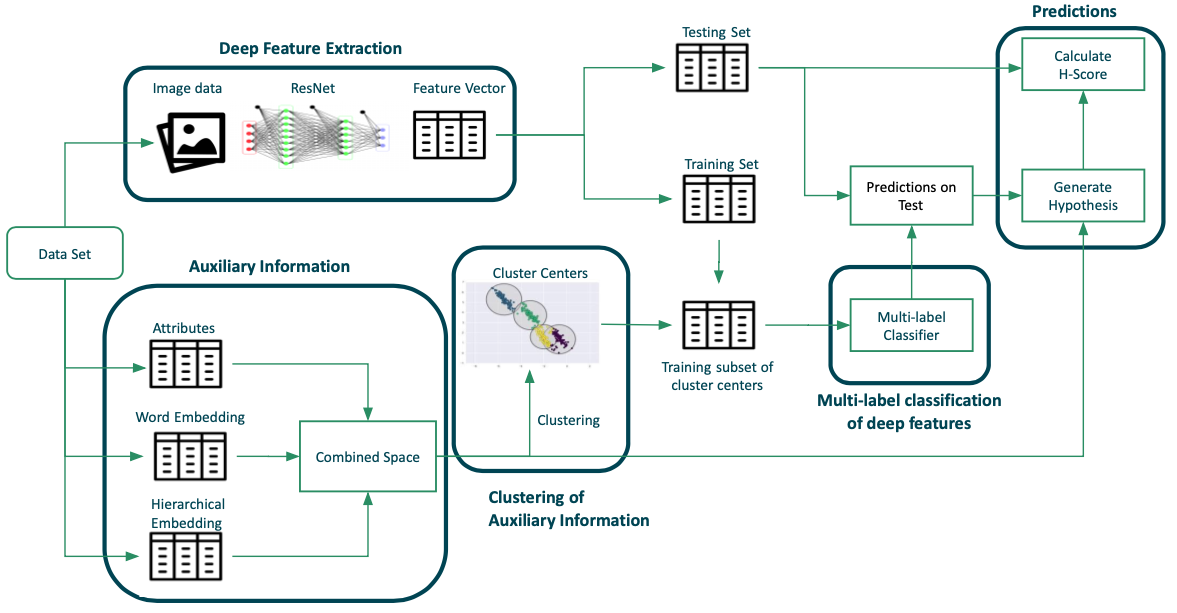 Predictions
Testing Set
Deep Feature Extraction
Calculate
H-Score
Image data
ResNet
Feature Vector
Training Set
Predictions on
Test
Generate
Hypothesis
Data Set
Auxiliary Information
Cluster Centers
Attributes
Multi-label
Classifier
Training subset of
cluster centers
Multi-label classification
of deep features
Word Embedding
Clustering
Combined Space
Hierarchical
Embedding
Clustering of
Auxiliary Information